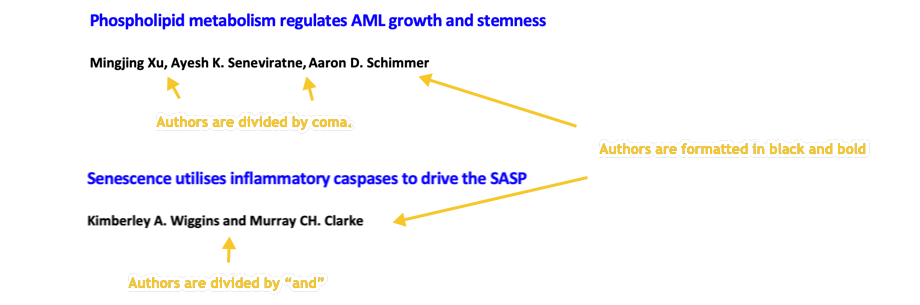 Phospholipid metabolism regulates AML growth and stemness
Mingjing Xu, Ayesh K. Seneviratne, Aaron D. Schimmer
Authors are divided by coma.
Authors are formatted in black and bold
Senescence utilises inflammatory caspases to drive the SASP
Kimberley A. Wiggins and Murray CH. Clarke
Authors are divided by “and”